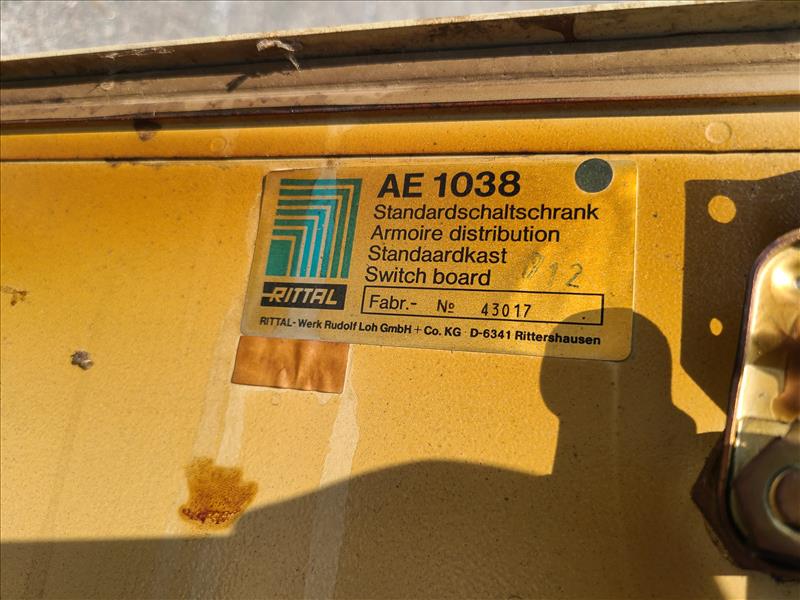 AE 1038
Standardschaltschrank
Armoire distribution
Standaardkast
Switch board 012
RITTAL
Fabr.- № 43017
RITTAL-Werk Rudolf Loh GmbH + Co. KG · D-6341 Rittershausen